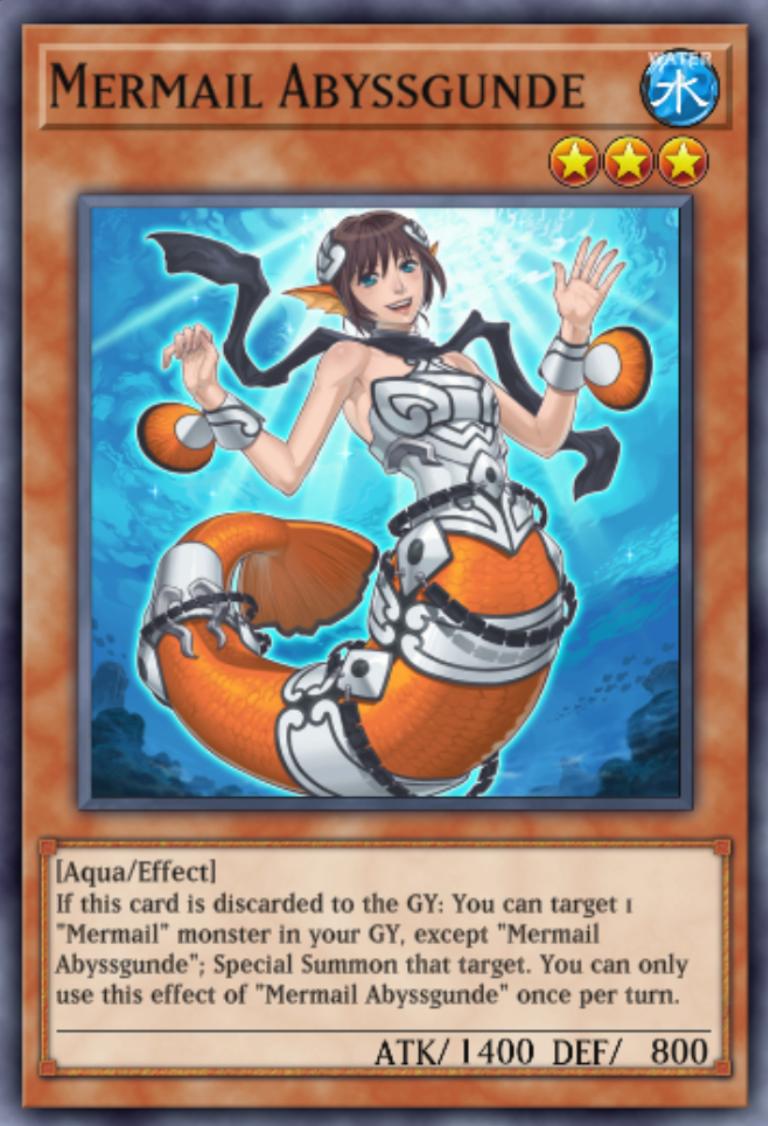 Mermail Abyssgunde
WATER
水
[Aqua/Effect]
If this card is discarded to the GY: You can target 1
"Mermail" monster in your GY, except "Mermail
Abyssgunde"; Special Summon that target. You can only
use this effect of "Mermail Abyssgunde" once per turn.
ATK/ 1400 DEF/ 800